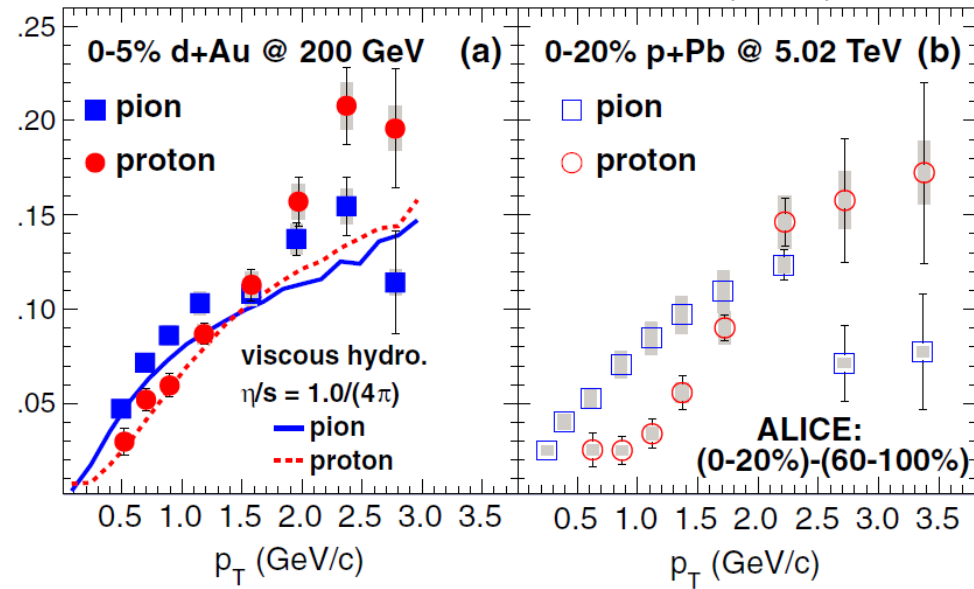 .25
.20
.15
.10
.05
0-5% d+Au @ 200 GeV (a)
pion
proton
viscous hydro.
η/s = 1.0/(4π)
pion
proton
0.5 1.0 1.5 2.0 2.5 3.0 3.5
p_T (GeV/c)
0-20% p+Pb @ 5.02 TeV (b)
pion
proton
ALICE:
(0-20%)-(60-100%)
0.5 1.0 1.5 2.0 2.5 3.0 3.5
p_T (GeV/c)